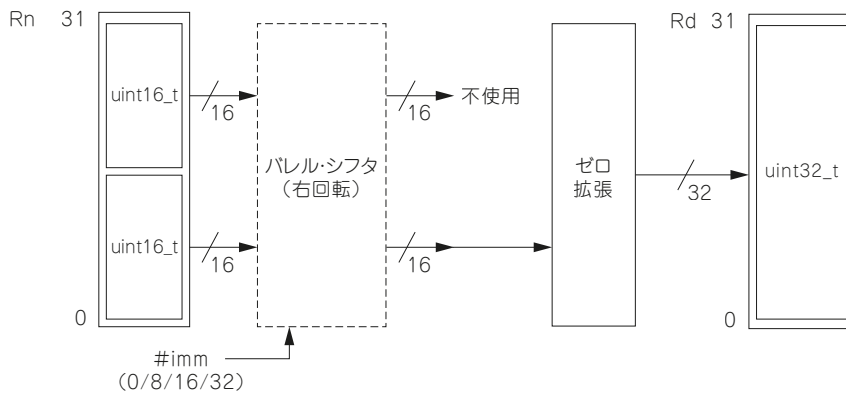 Rn 31
uint16_t
16
uint16_t
16
0
バレル・シフタ
（右回転）
#imm
(0/8/16/32)
16
不使用
16
ゼロ
拡張
32
Rd 31
uint32_t
0